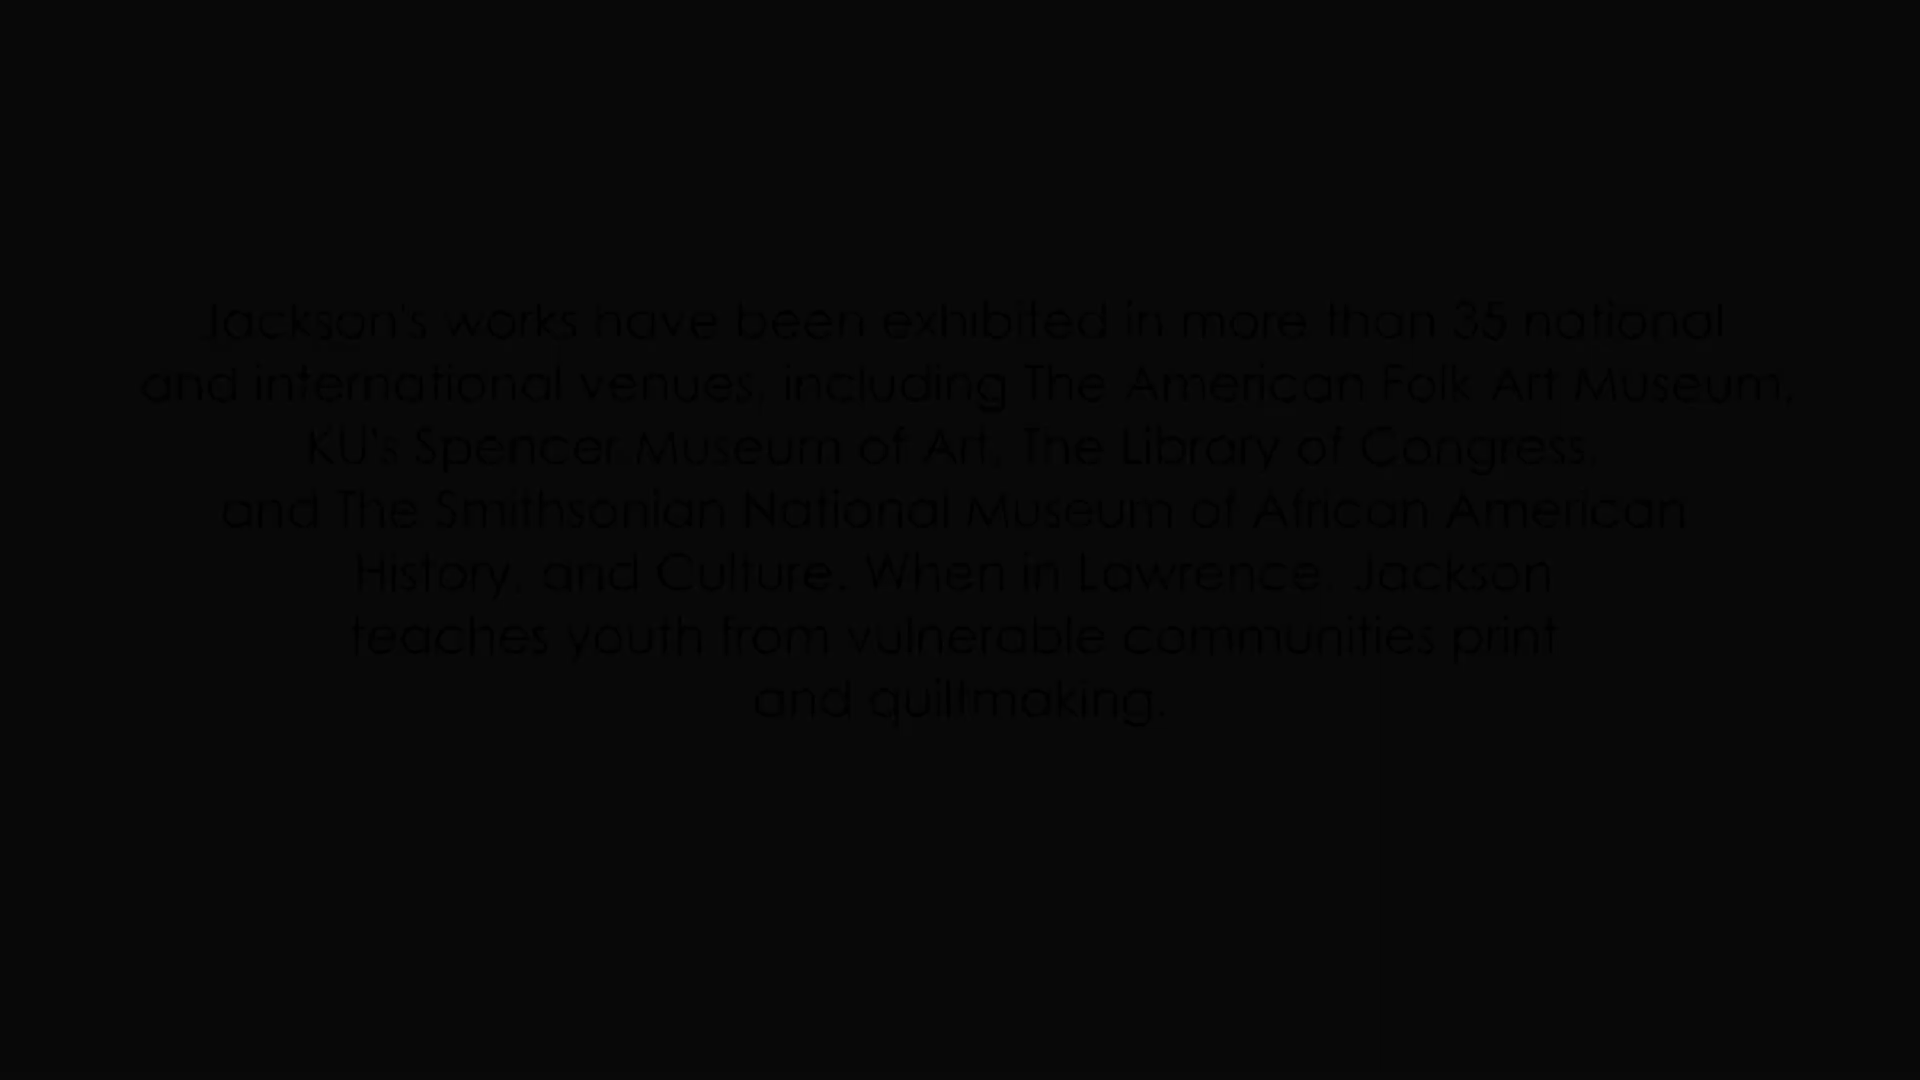 Jackson's works have been exhibited in more than 35 national
and international venues, including The American Folk Art Museum,
KU's Spencer Museum of Art, The Library of Congress,
and The Smithsonian National Museum of African American
History, and Culture. When in Lawrence, Jackson
teaches youth from vulnerable communities print
and quiltmaking.